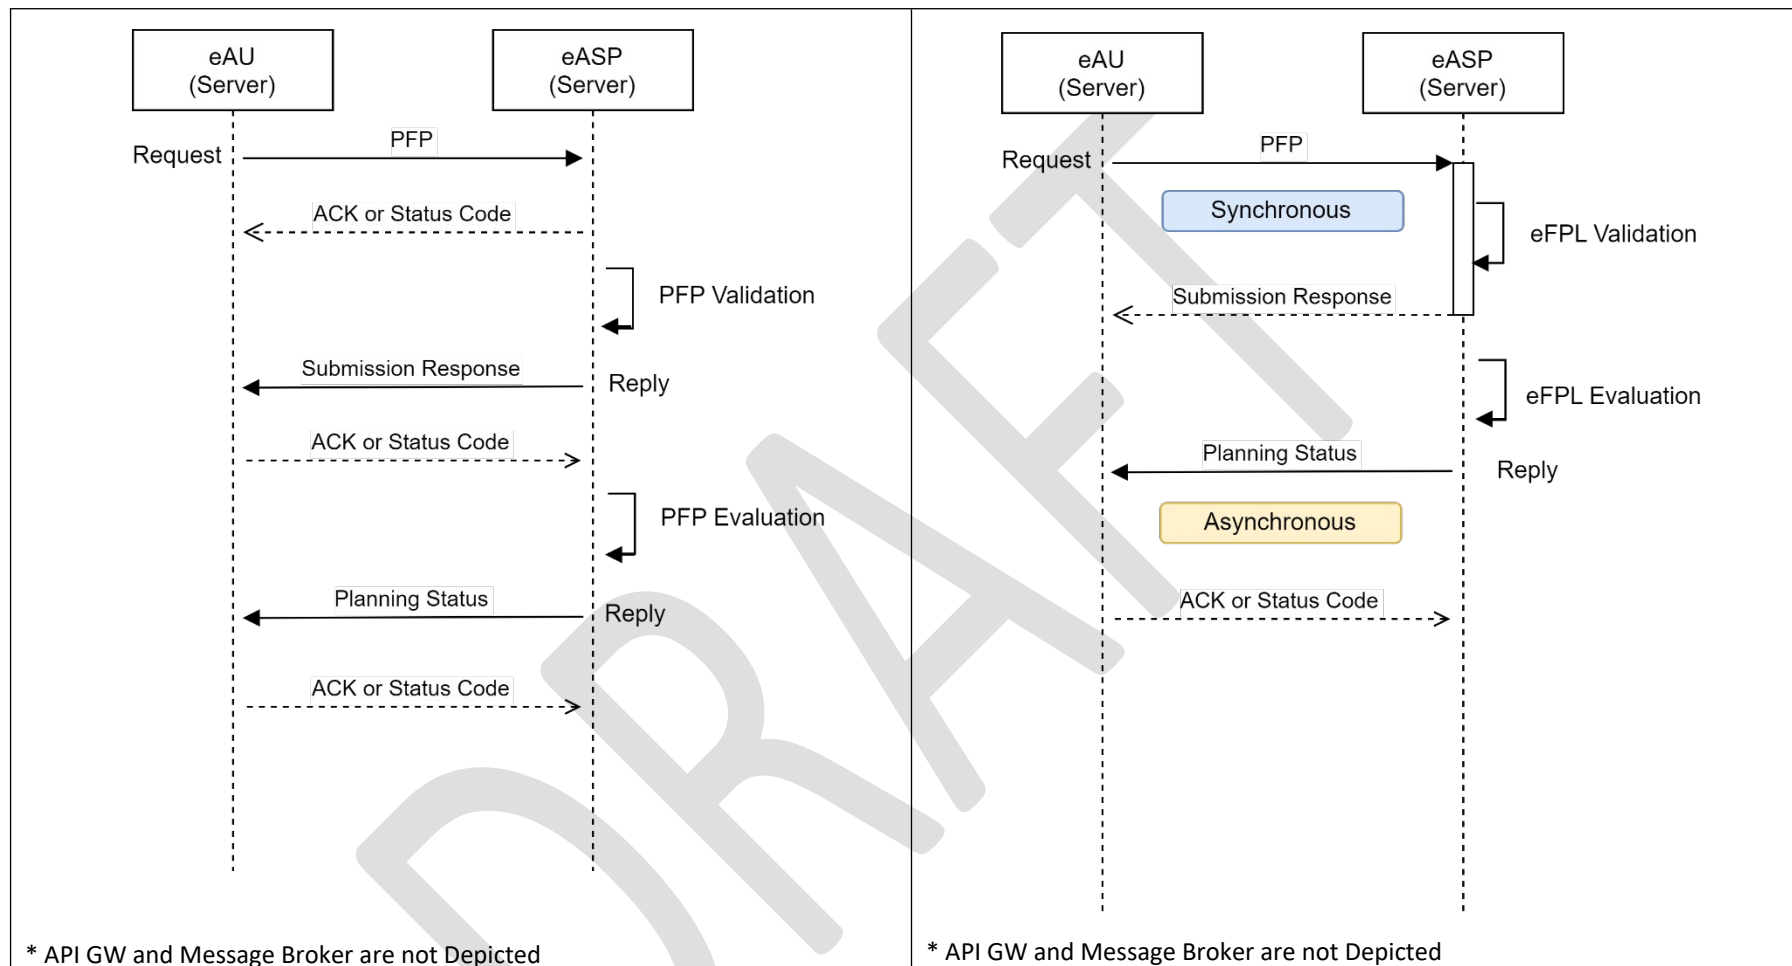 eAU
(Server)
eASP
(Server)
Request
PFP
ACK or Status Code
PFP Validation
Submission Response
Reply
ACK or Status Code
PFP Evaluation
Planning Status
Reply
ACK or Status Code
* API GW and Message Broker are not Depicted
eAU
(Server)
eASP
(Server)
Request
PFP
Synchronous
eFPL Validation
Submission Response
eFPL Evaluation
Planning Status
Reply
Asynchronous
ACK or Status Code
* API GW and Message Broker are not Depicted
DRAFT